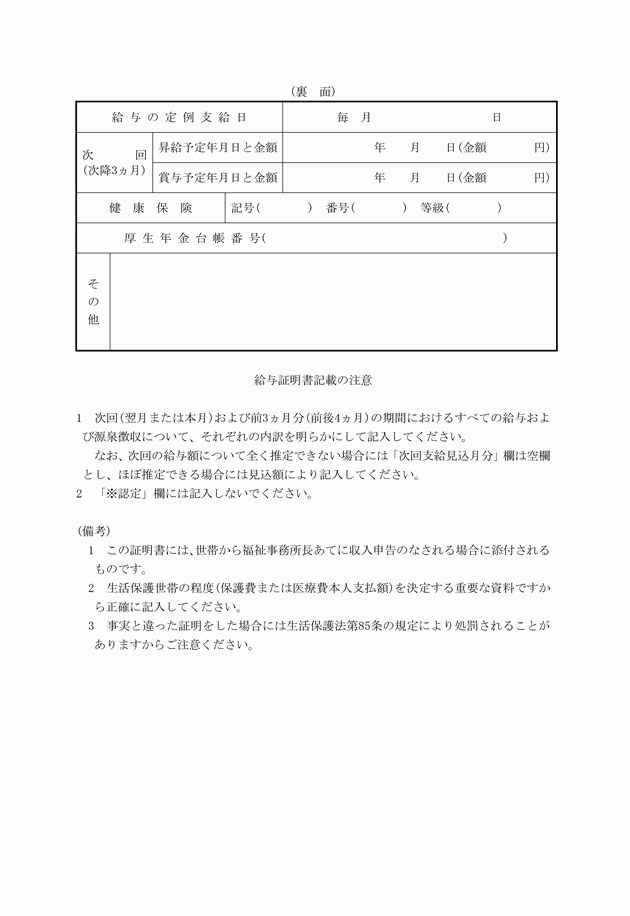 （裏　面）
給与の定例支給日　毎　月　　　日
次　　　回
（次降3ヵ月）
昇給予定年月日と金額　　年　　月　　日（金額　　　円）
賞与予定年月日と金額　　年　　月　　日（金額　　　円）
健　康　保　険　記号（　　　）　番号（　　　）　等級（　　　）
厚生年金台帳番号（　　　　　　）
その他
給与証明書記載の注意
1　次回（翌月または本月）および前3ヵ月分（前後4ヵ月）の期間におけるすべての給与およ
び源泉徴収について、それぞれの内訳を明らかにして記入してください。
なお、次回の給与額について全く推定できない場合には「次回支給見込月分」欄は空欄
とし、ほぼ推定できる場合には見込額により記入してください。
2　「※認定」欄には記入しないでください。
（備考）
1　この証明書には、世帯から福祉事務所長あてに収入申告のなされる場合に添付される
ものです。
2　生活保護世帯の程度（保護費または医療費本人支払額）を決定する重要な資料ですか
ら正確に記入してください。
3　事実と違った証明をした場合には生活保護法第85条の規定により処罰されることが
ありますからご注意ください。